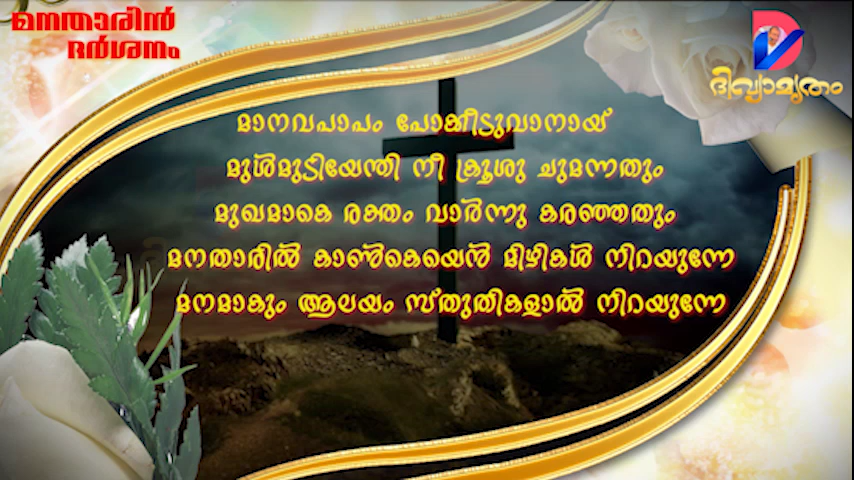 മനതാരിൻ
ദർശനം
ദിവ്യാമൃതം
മാനവപാപം പോക്കീടുവാനായ്
മുൾമുടിയേന്തി നീ ക്രൂശു ചുമന്നതും
മുഖമാകെ രക്തം വാർന്നു കരഞ്ഞതും
മനതാരിൽ കാൺകെയെൻ മിഴികൾ നിറയുന്നേ
മനമാകും ആലയം സ്തുതികളാൽ നിറയുന്നേ